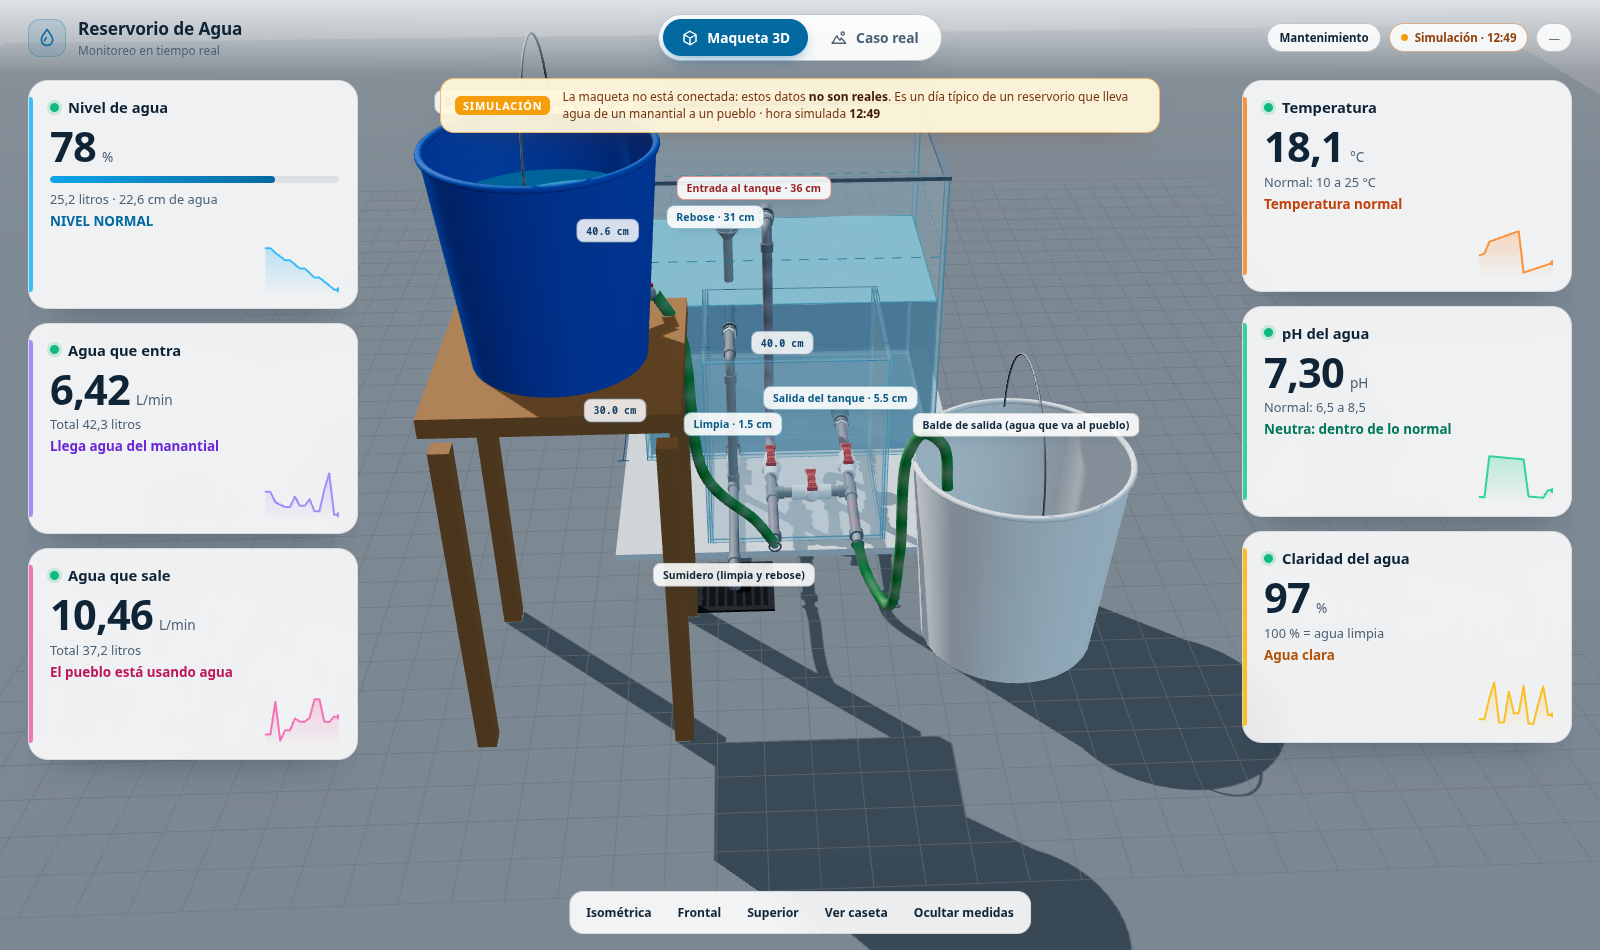 Reservorio de Agua
Monitoreo en tiempo real
Maqueta 3D
Caso real
Mantenimiento
Simulación · 12:49
—
SIMULACIÓN
La maqueta no está conectada: estos datos no son reales. Es un día típico de un reservorio que lleva
agua de un manantial a un pueblo · hora simulada 12:49
Nivel de agua
78 %
25,2 litros · 22,6 cm de agua
NIVEL NORMAL
Agua que entra
6,42 L/min
Total 42,3 litros
Llega agua del manantial
Agua que sale
10,46 L/min
Total 37,2 litros
El pueblo está usando agua
Entrada al tanque · 36 cm
Rebose · 31 cm
40.6 cm
40.0 cm
Salida del tanque · 5.5 cm
30.0 cm
Limpia · 1.5 cm
Balde de salida (agua que va al pueblo)
Sumidero (limpia y rebose)
Temperatura
18,1 °C
Normal: 10 a 25 °C
Temperatura normal
pH del agua
7,30 pH
Normal: 6,5 a 8,5
Neutra: dentro de lo normal
Claridad del agua
97 %
100 % = agua limpia
Agua clara
Isométrica
Frontal
Superior
Ver caseta
Ocultar medidas